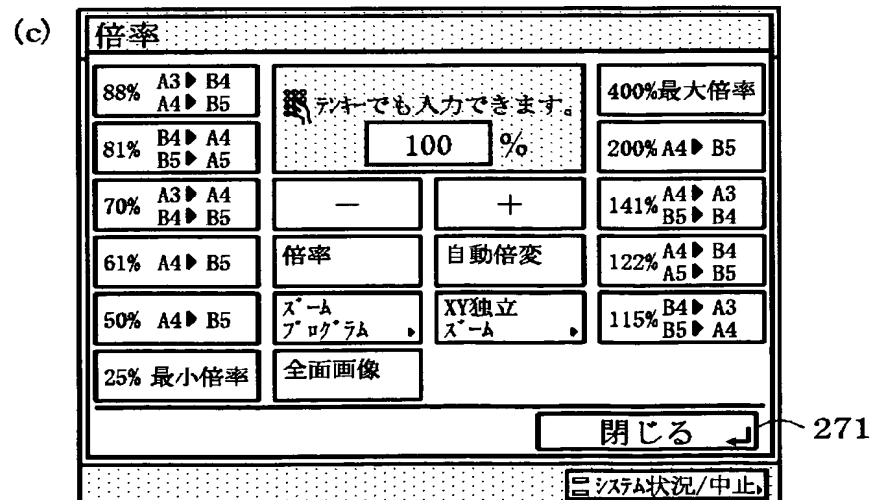 (c)
倍率
88% A3▶B4
A4▶B5
81% B4▶A4
B5▶A5
70% A3▶A4
B4▶B5
61% A4▶B5
50% A4▶B5
25% 最小倍率
テンキーでも入力できます。
100 %
−
+
倍率
自動倍変
ズーム
プログラム ▶
XY独立
ズーム ▶
全面画像
400%最大倍率
200% A4▶B5
141% A4▶A3
B5▶B4
122% A4▶B4
A5▶B5
115% B4▶A3
B5▶A4
閉じる
271
システム状況/中止▶